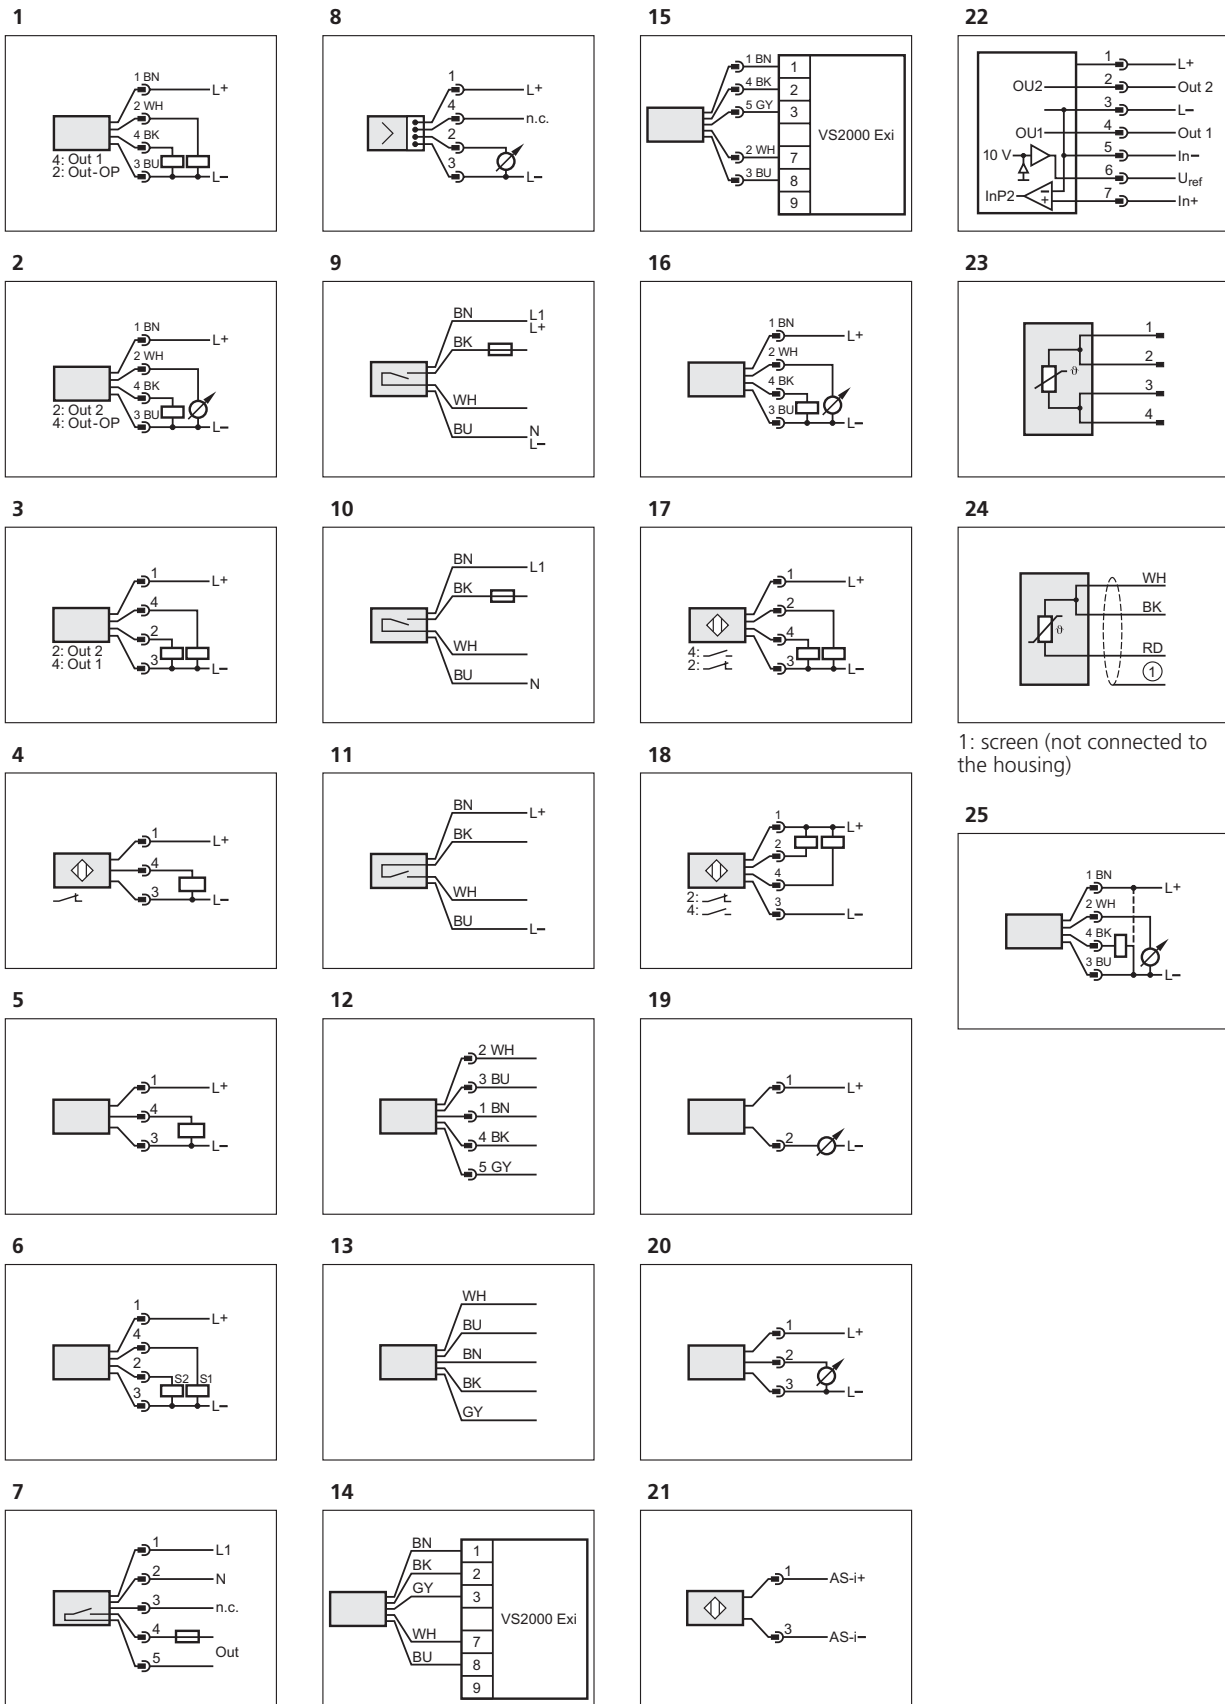 1
1 BN
L+
2 WH
4 BK
4: Out 1
2: Out-OP
3 BU
L–
2
1 BN
L+
2 WH
4 BK
2: Out 2
4: Out-OP
3 BU
L–
3
1
L+
4
2
2: Out 2
4: Out 1
3
L–
4
1
L+
4
3
L–
5
1
L+
4
3
L–
6
1
L+
4
2
S2
S1
3
L–
7
1
L1
2
N
3
n.c.
4
Out
5
8
1
L+
4
n.c.
2
3
L–
9
BN
L1
L+
BK
WH
BU
N
L–
10
BN
L1
BK
WH
BU
N
11
BN
L+
BK
WH
BU
L–
12
2 WH
3 BU
1 BN
4 BK
5 GY
13
WH
BU
BN
BK
GY
14
BN
1
BK
2
GY
3
VS2000 Exi
WH
7
BU
8
9
15
1 BN
1
4 BK
2
5 GY
3
VS2000 Exi
2 WH
7
3 BU
8
9
16
1 BN
L+
2 WH
4 BK
3 BU
L–
17
1
L+
2
4
4:
2:
3
L–
18
1
L+
2
4
2:
4:
3
L–
19
1
L+
2
L–
20
1
L+
2
3
L–
21
1
AS-i+
3
AS-i–
22
1
L+
OU2
2
Out 2
3
L–
OU1
4
Out 1
10 V
5
In–
6
Uref
InP2
–
+
7
In+
23
1
2
ϑ
3
4
24
WH
BK
ϑ
RD
1
1: screen (not connected to
the housing)
25
1 BN
L+
2 WH
4 BK
3 BU
L–